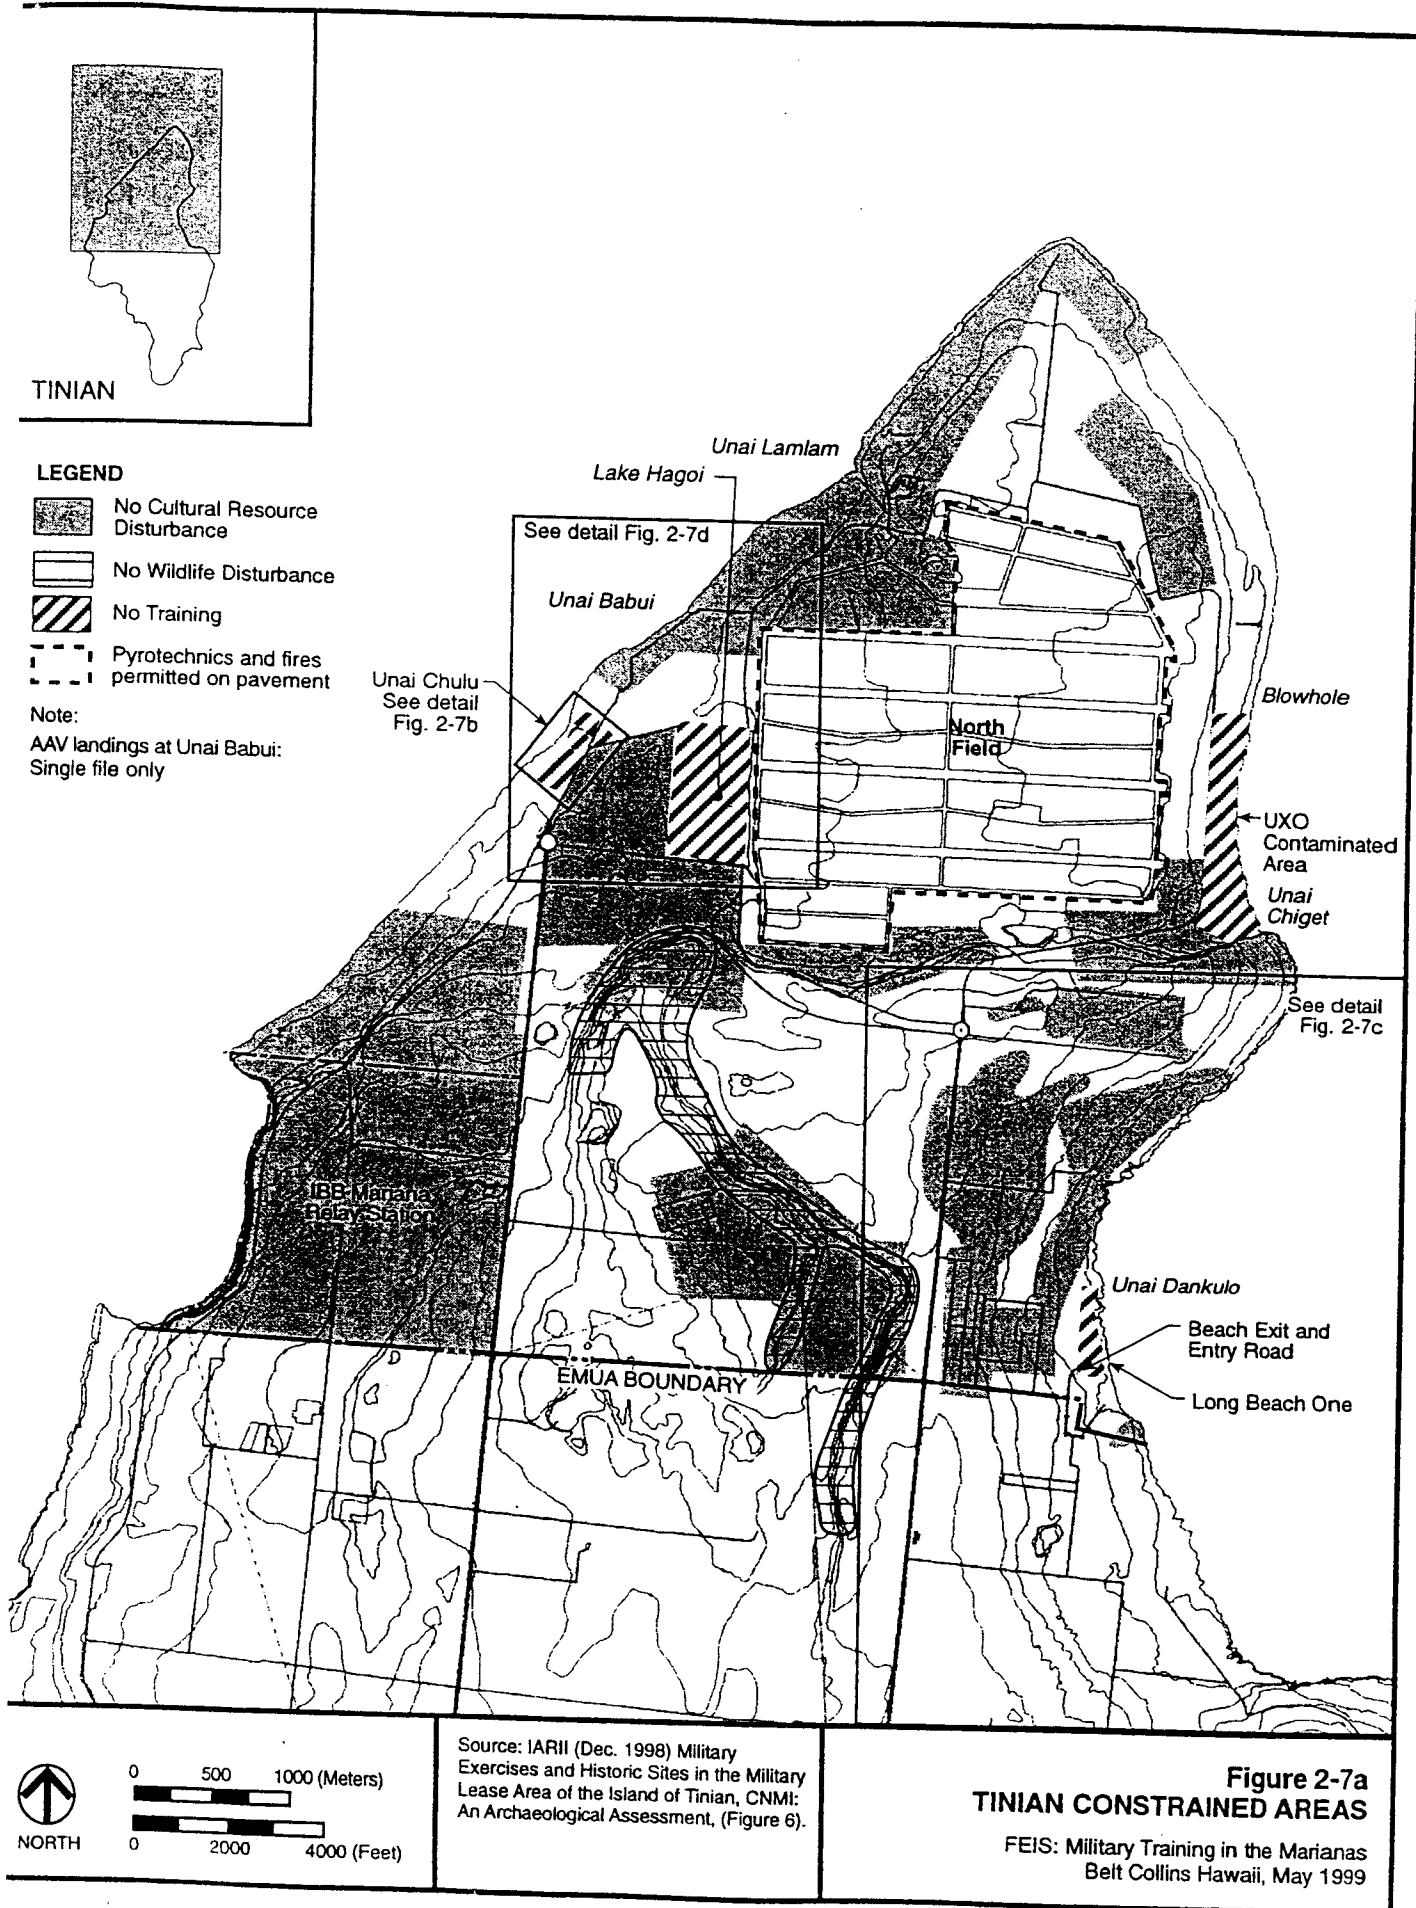 TINIAN
LEGEND
No Cultural Resource
Disturbance
No Wildlife Disturbance
No Training
Pyrotechnics and fires
permitted on pavement
Note:
AAV landings at Unai Babui:
Single file only
Unai Lamlam
Lake Hagoi
See detail Fig. 2-7d
Unai Babui
Unai Chulu
See detail
Fig. 2-7b
North
Field
Blowhole
UXO
Contaminated
Area
Unai
Chiget
See detail
Fig. 2-7c
IBB Mariana
Relay Station
Unai Dankulo
Beach Exit and
Entry Road
Long Beach One
EMUA BOUNDARY
NORTH
0 500 1000 (Meters)
0 2000 4000 (Feet)
Source: IARII (Dec. 1998) Military
Exercises and Historic Sites in the Military
Lease Area of the Island of Tinian, CNMI:
An Archaeological Assessment, (Figure 6).
Figure 2-7a
TINIAN CONSTRAINED AREAS
FEIS: Military Training in the Marianas
Belt Collins Hawaii, May 1999